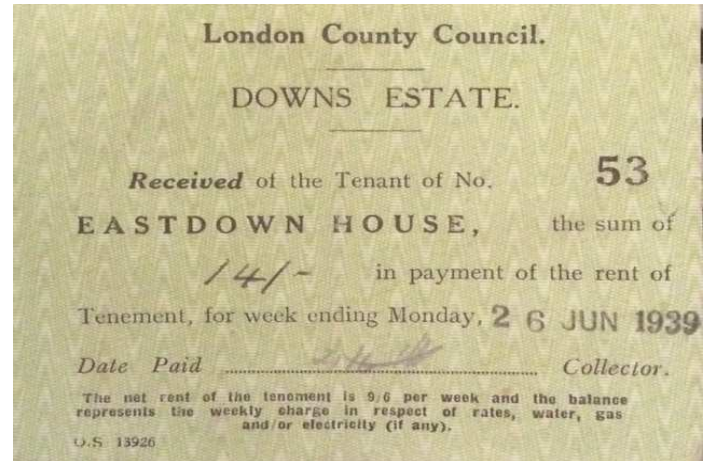 London County Council.
DOWNS ESTATE.
Received of the Tenant of No. 53
EASTDOWN HOUSE, the sum of
14/- in payment of the rent of
Tenement, for week ending Monday, 26 JUN 1939
Date Paid Collector.
The net rent of the tenement is 9/6 per week and the balance
represents the weekly charge in respect of rates, water, gas
and/or electricity (if any).
O.S 13926